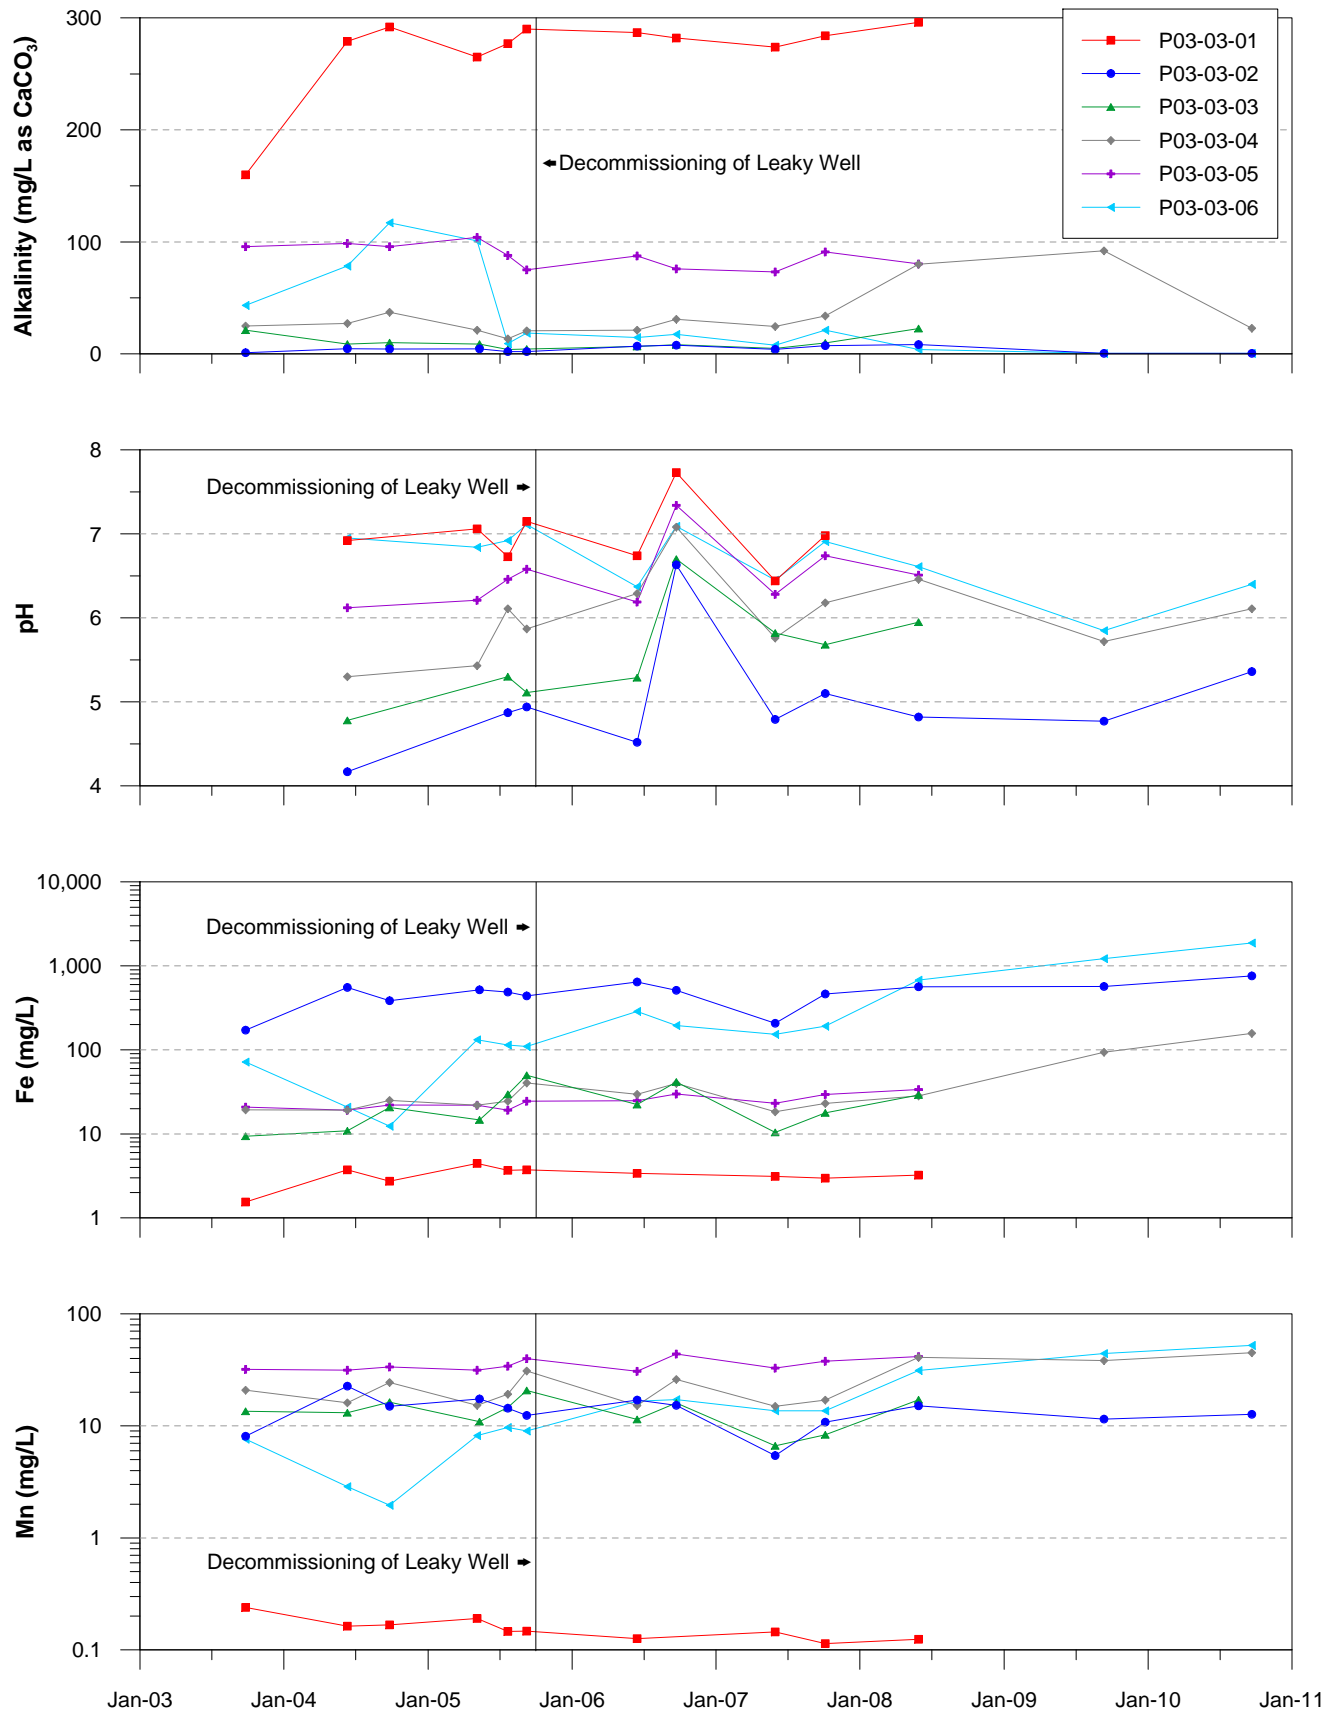 Alkalinity (mg/L as CaCO₃)
300
200
100
0
P03-03-01
P03-03-02
P03-03-03
P03-03-04
P03-03-05
P03-03-06
Decommissioning of Leaky Well
pH
8
7
6
5
4
Decommissioning of Leaky Well
Fe (mg/L)
10,000
1,000
100
10
1
Decommissioning of Leaky Well
Mn (mg/L)
100
10
1
0.1
Decommissioning of Leaky Well
Jan-03 Jan-04 Jan-05 Jan-06 Jan-07 Jan-08 Jan-09 Jan-10 Jan-11